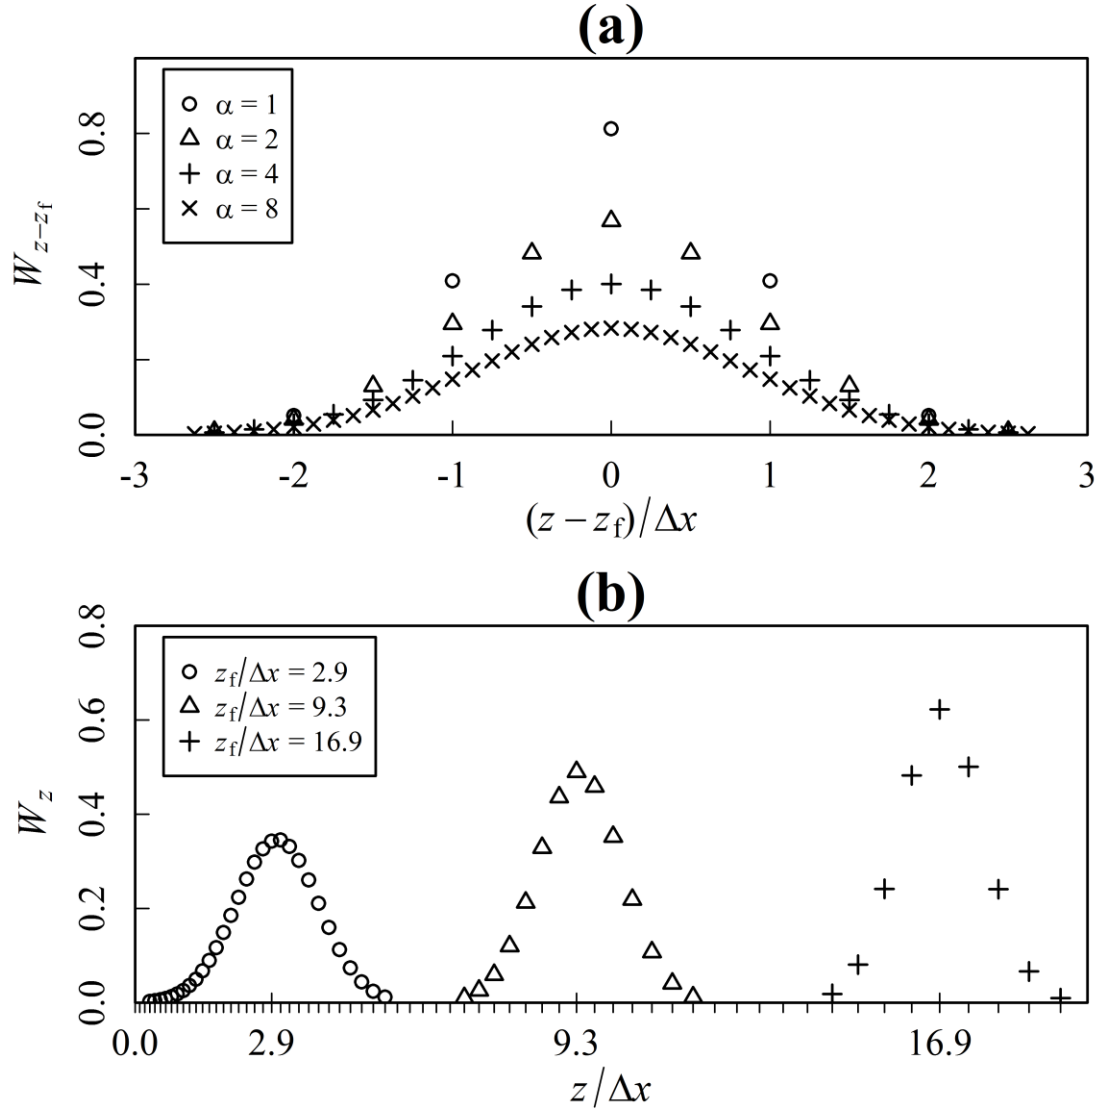 (a)
α = 1
α = 2
α = 4
α = 8
0.8
0.4
0.0
W_{z−z_f}
-3 -2 -1 0 1 2 3
(z − z_f)/Δx
(b)
z_f/Δx = 2.9
z_f/Δx = 9.3
z_f/Δx = 16.9
0.8
0.6
0.4
0.2
0.0
W_z
0.0 2.9 9.3 16.9
z/Δx